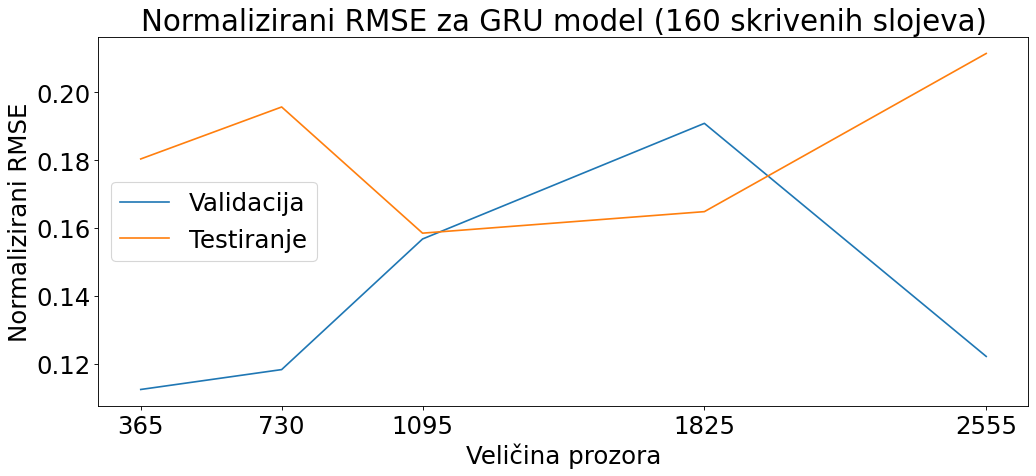 Normalizirani RMSE za GRU model (160 skrivenih slojeva)
Normalizirani RMSE
0.20
0.18
0.16
0.14
0.12
Validacija
Testiranje
365 730 1095 1825 2555
Veličina prozora